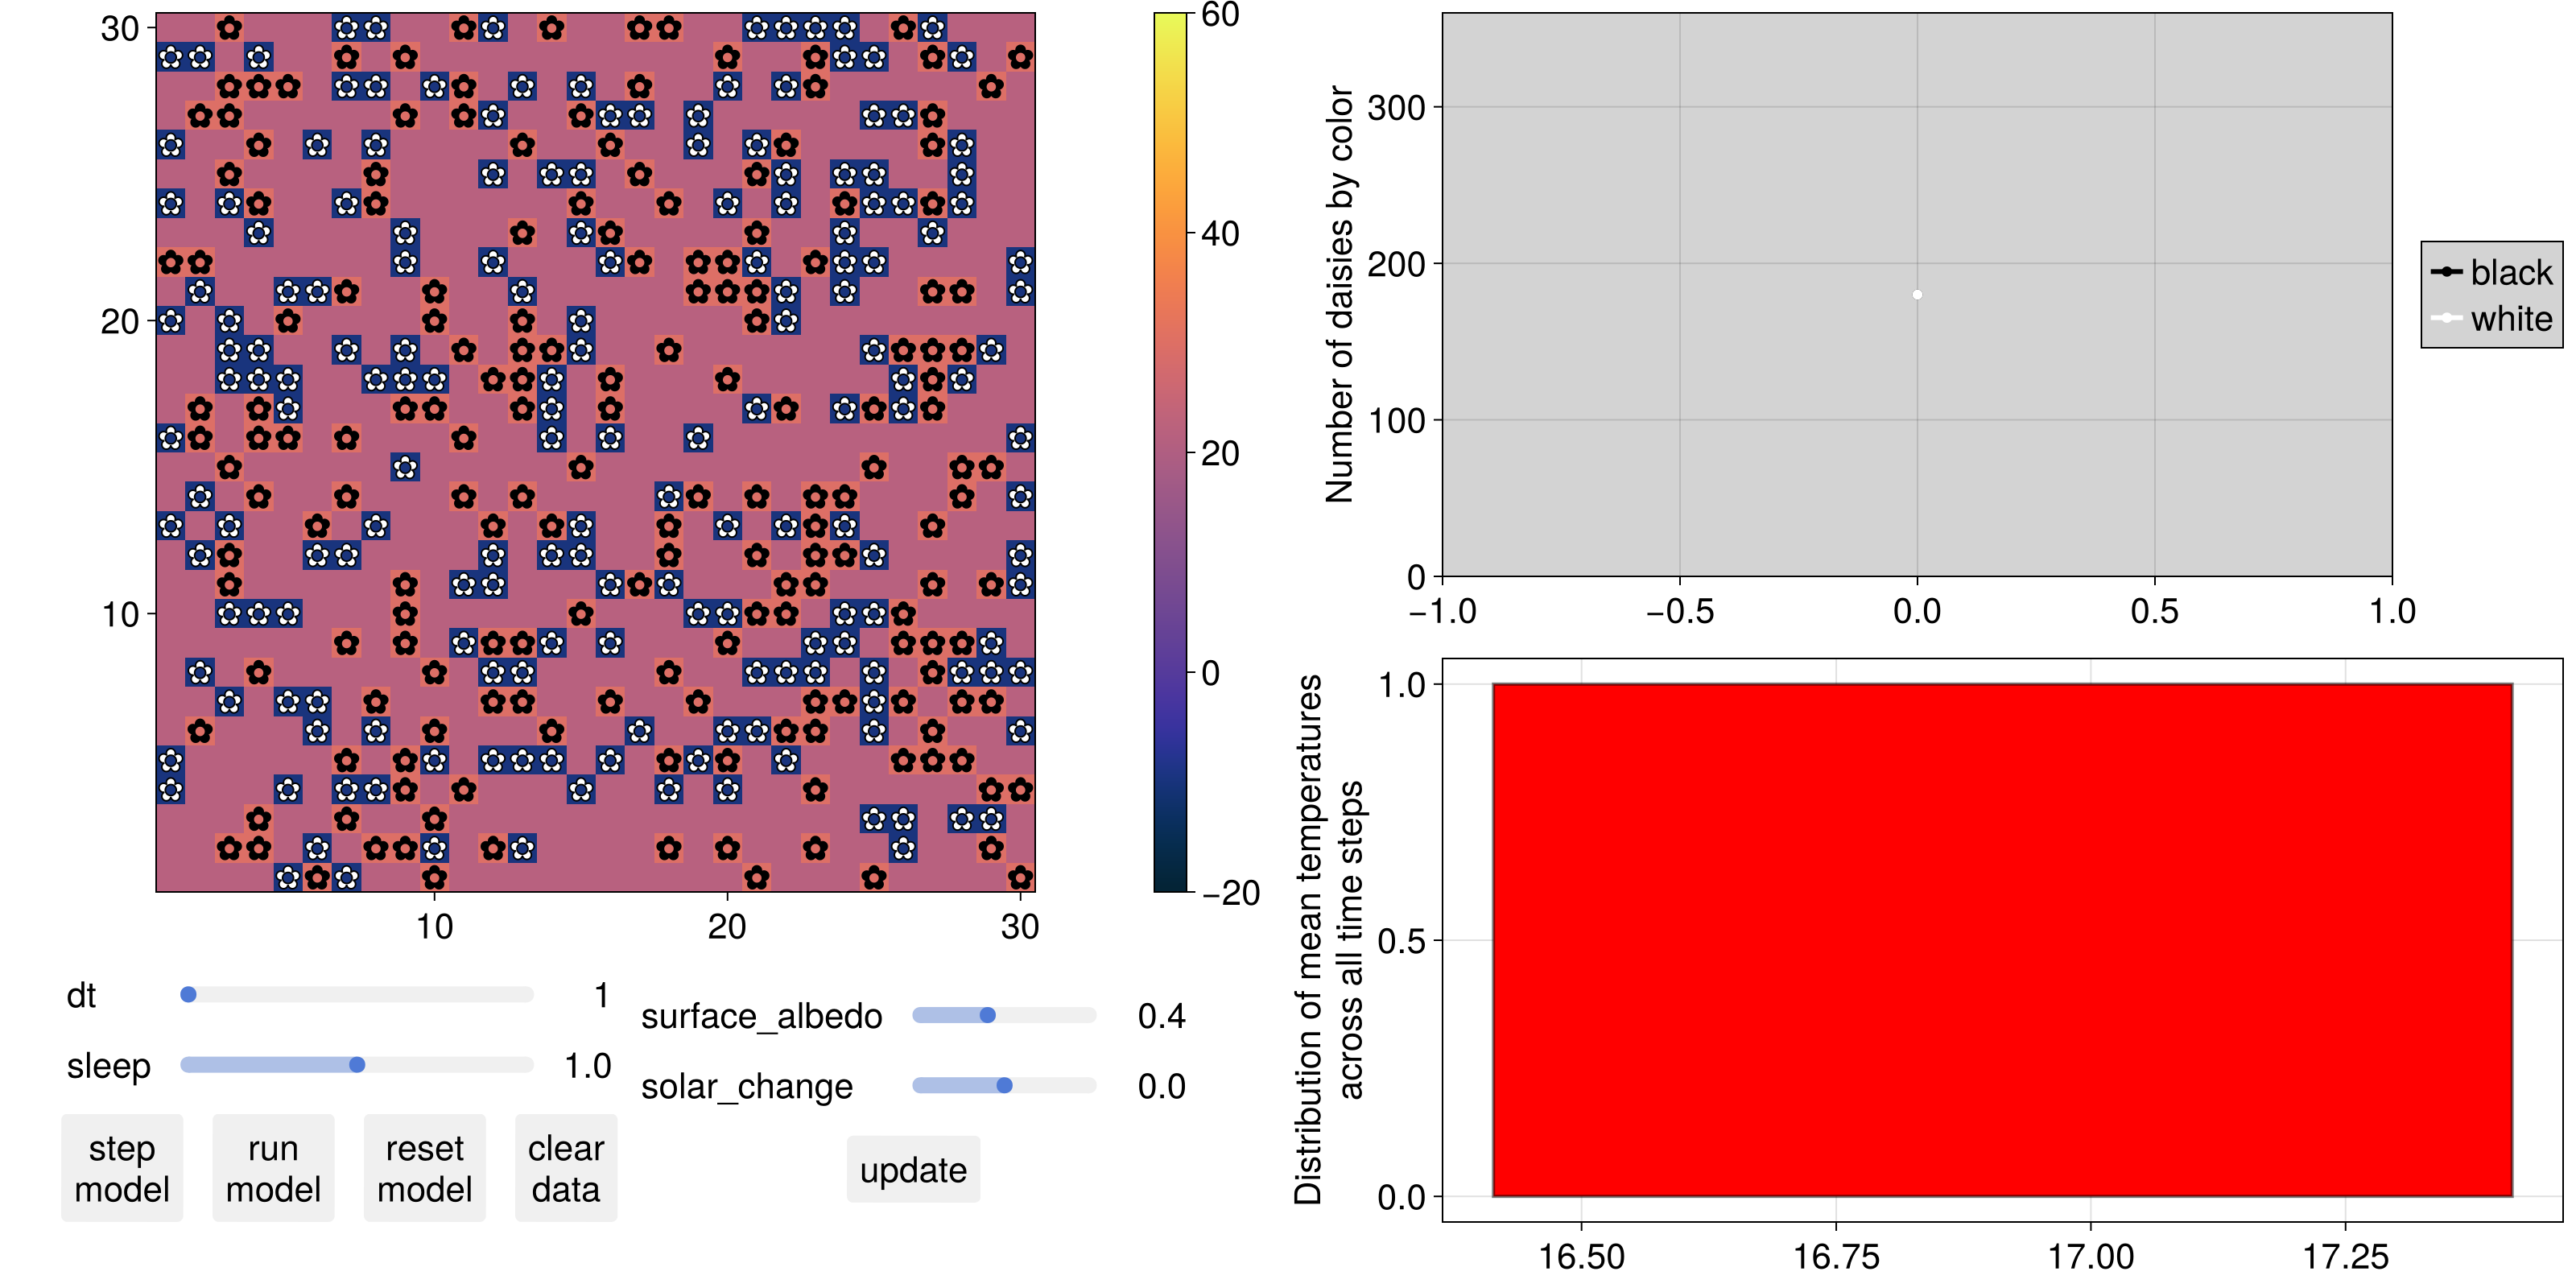 30
20
10
10
20
30
60
40
20
0
−20
Number of daisies by color
300
200
100
0
−1.0
−0.5
0.0
0.5
1.0
black
white
Distribution of mean temperatures
across all time steps
1.0
0.5
0.0
16.50
16.75
17.00
17.25
dt
1
sleep
1.0
surface_albedo
0.4
solar_change
0.0
step
model
run
model
reset
model
clear
data
update